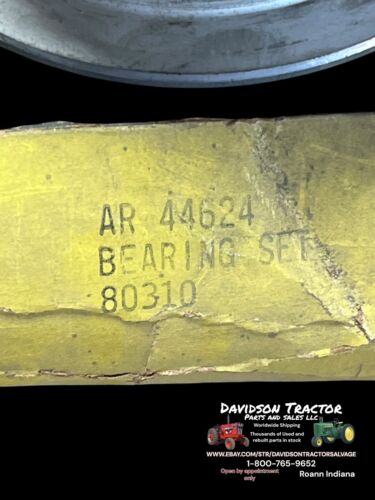 AR 44624
BEARING SET
80310
DAVIDSON TRACTOR
PARTS AND SALES LLC
Worldwide Shipping
Thousands of Used and
rebuilt parts in stock
WWW.EBAY.COM/STR/DAVIDSONTRACTORSALVAGE
1-800-765-9652
Open by appointment
only
Roann Indiana